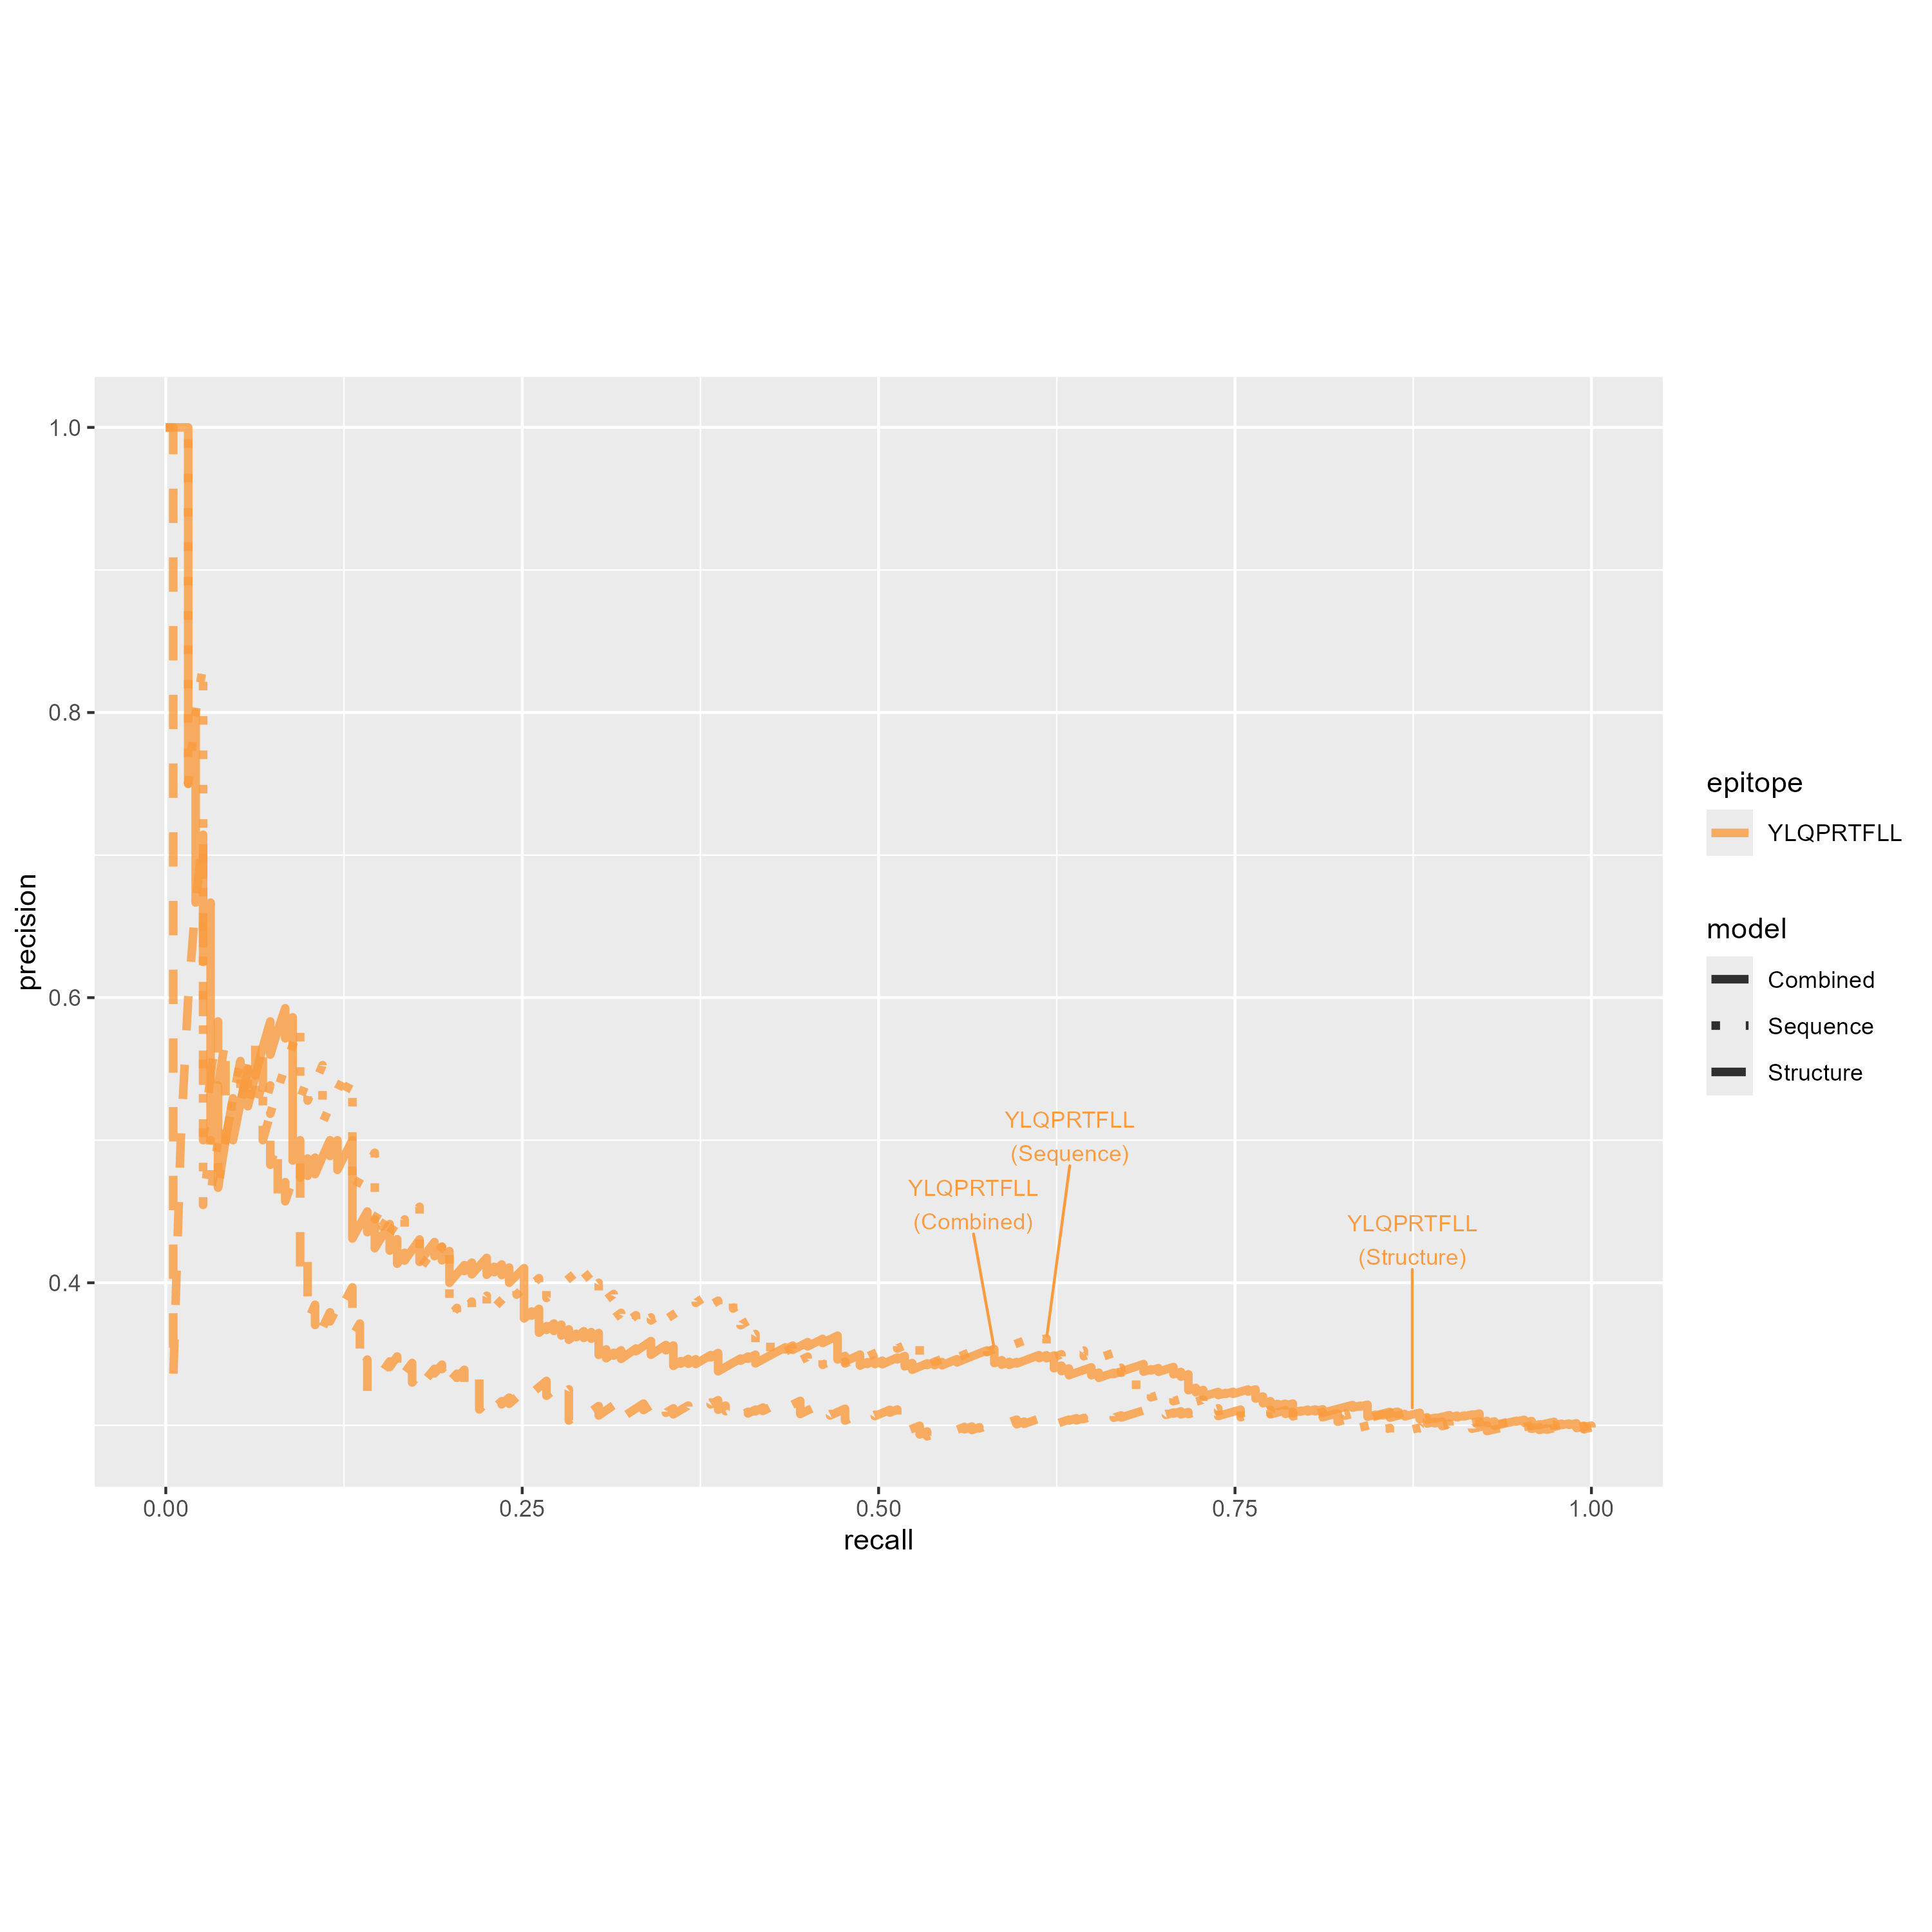 1.0
0.8
0.6
0.4
precision
0.00
0.25
0.50
0.75
1.00
recall
YLQPRTFLL
(Sequence)
YLQPRTFLL
(Combined)
YLQPRTFLL
(Structure)
epitope
YLQPRTFLL
model
Combined
Sequence
Structure